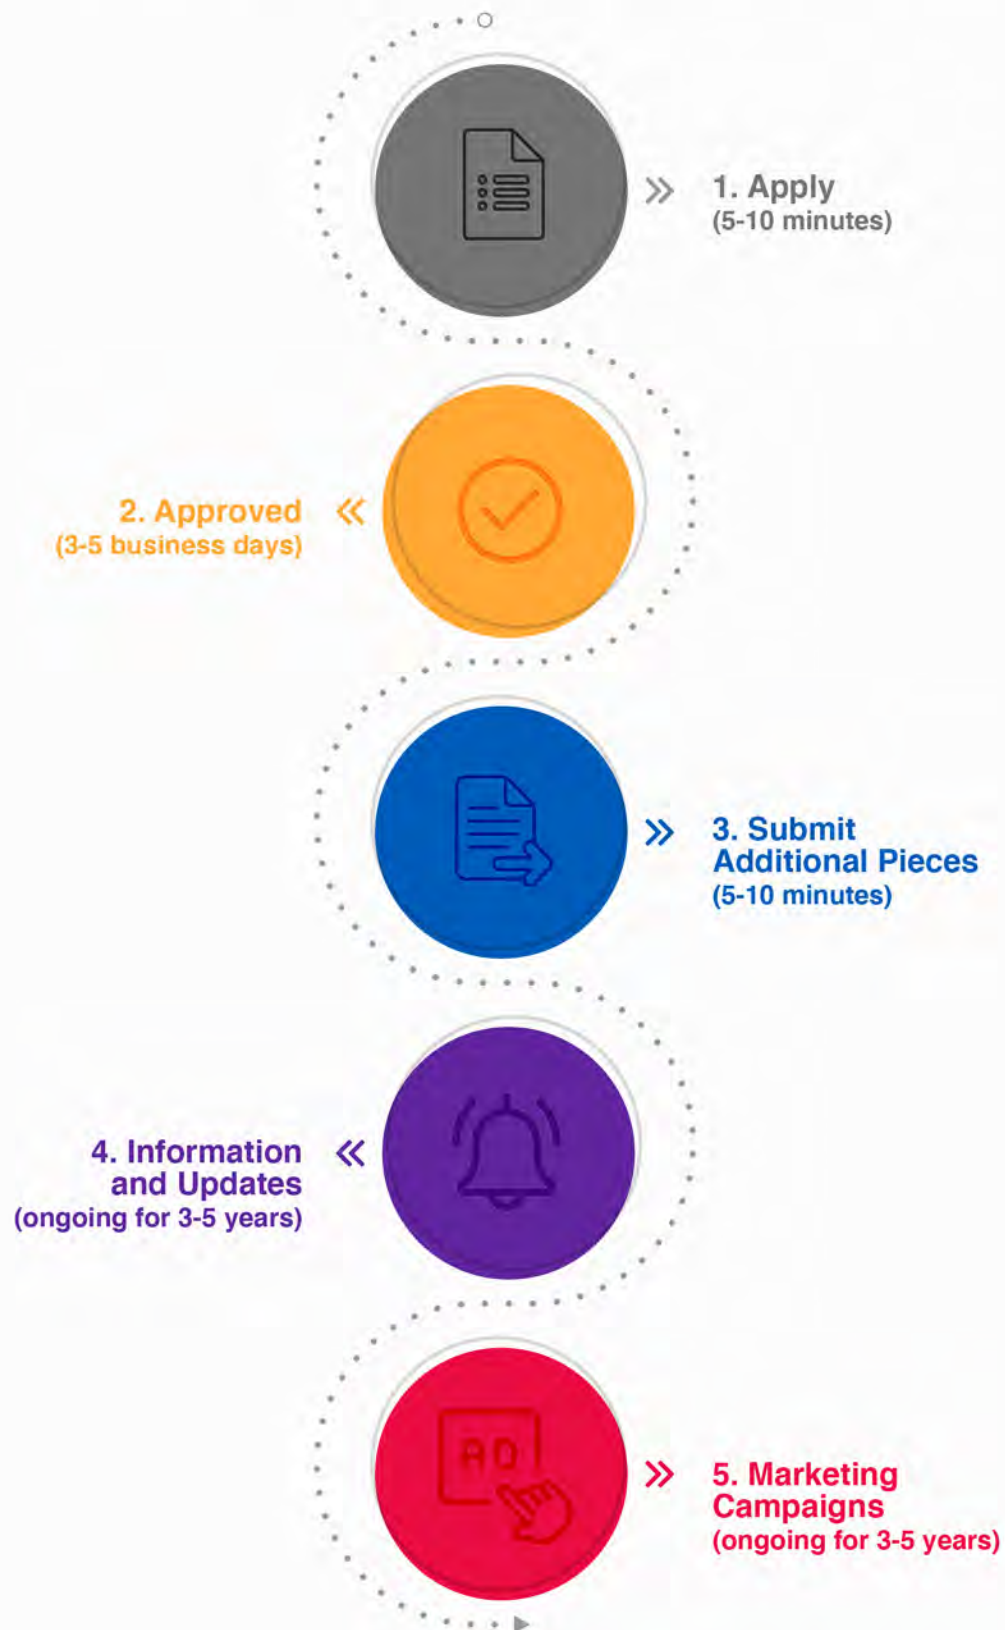 1. Apply
(5-10 minutes)
2. Approved
(3-5 business days)
3. Submit
Additional Pieces
(5-10 minutes)
4. Information
and Updates
(ongoing for 3-5 years)
AD
5. Marketing
Campaigns
(ongoing for 3-5 years)